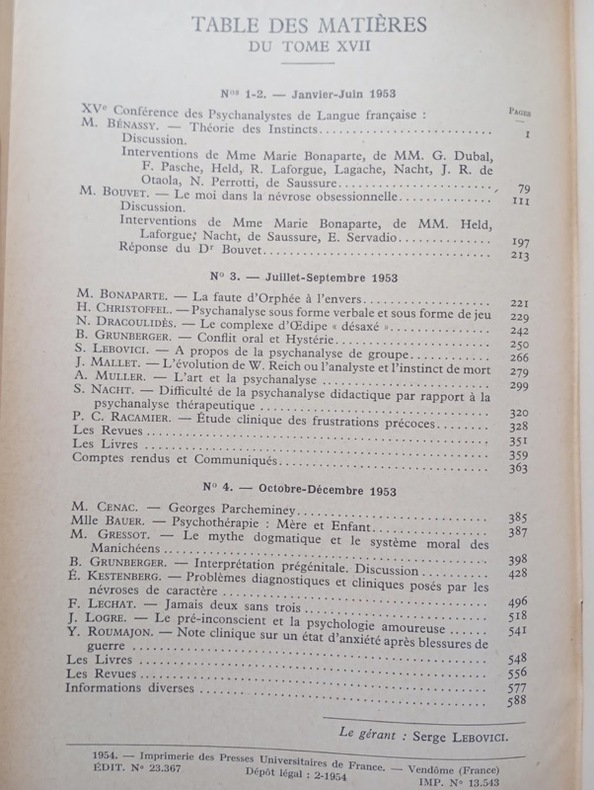 TABLE DES MATIÈRES
DU TOME XVII
Nos 1-2. — Janvier-Juin 1953
PAGES
XVe Conférence des Psychanalystes de Langue française :
M. BÉNASSY. — Théorie des Instincts.......................... 1
Discussion.
Interventions de Mme Marie Bonaparte, de MM. G. Dubal,
F. Pasche, Held, R. Laforgue, Lagache, Nacht, J. R. de
Otaola, N. Perrotti, de Saussure.......................... 79
M. BOUVET. — Le moi dans la névrose obsessionnelle.............. 111
Discussion.
Interventions de Mme Marie Bonaparte, de MM. Held,
Laforgue, Nacht, de Saussure, E. Servadio................ 197
Réponse du Dr Bouvet.................................... 213
No 3. — Juillet-Septembre 1953
M. BONAPARTE. — La faute d'Orphée à l'envers.................... 221
H. CHRISTOFFEL. — Psychanalyse sous forme verbale et sous forme de jeu 229
N. DRACOULIDÈS. — Le complexe d'Œdipe « désaxé ».............. 242
B. GRUNBERGER. — Conflit oral et Hystérie...................... 250
S. LEBOVICI. — A propos de la psychanalyse de groupe............ 266
J. MALLET. — L'évolution de W. Reich ou l'analyste et l'instinct de mort 279
A. MULLER. — L'art et la psychanalyse .......................... 299
S. NACHT. — Difficulté de la psychanalyse didactique par rapport à la
psychanalyse thérapeutique .................................. 320
P. C. RACAMIER. — Étude clinique des frustrations précoces........ 328
Les Revues .................................................. 351
Les Livres .................................................. 359
Comptes rendus et Communiqués................................ 363
No 4. — Octobre-Décembre 1953
M. CENAC. — Georges Parcheminey............................ 385
Mlle BAUER. — Psychothérapie : Mère et Enfant.................. 387
M. GRESSOT. — Le mythe dogmatique et le système moral des
Manichéens .................................................. 398
B. GRUNBERGER. — Interprétation prégénitale. Discussion .......... 428
É. KESTENBERG. — Problèmes diagnostiques et cliniques posés par les
névroses de caractère ........................................ 496
F. LECHAT. — Jamais deux sans trois ............................ 518
J. LOGRE. — Le pré-inconscient et la psychologie amoureuse ...... 541
Y. ROUMAJON. — Note clinique sur un état d'anxiété après blessures de
guerre ...................................................... 548
Les Livres .................................................. 556
Les Revues .................................................. 577
Informations diverses ........................................ 588
Le gérant : Serge LEBOVICI.
1954. — Imprimerie des Presses Universitaires de France. — Vendôme (France)
ÉDIT. No 23.367 Dépôt légal : 2-1954 IMP. No 13.543